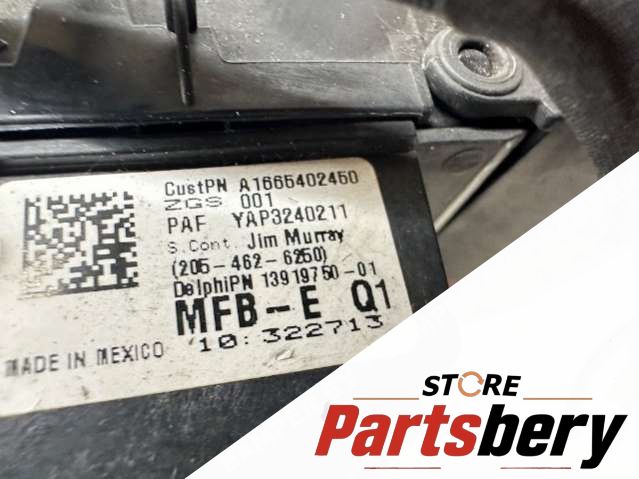 CustPN A1665402450
ZGS 001
PAF YAP3240211
S.Cont. Jim Murray
(205-462-6250)
DelphiPN 13919750-01
MFB-E Q1
10:322713
MADE IN MEXICO
STORE
Partsbery